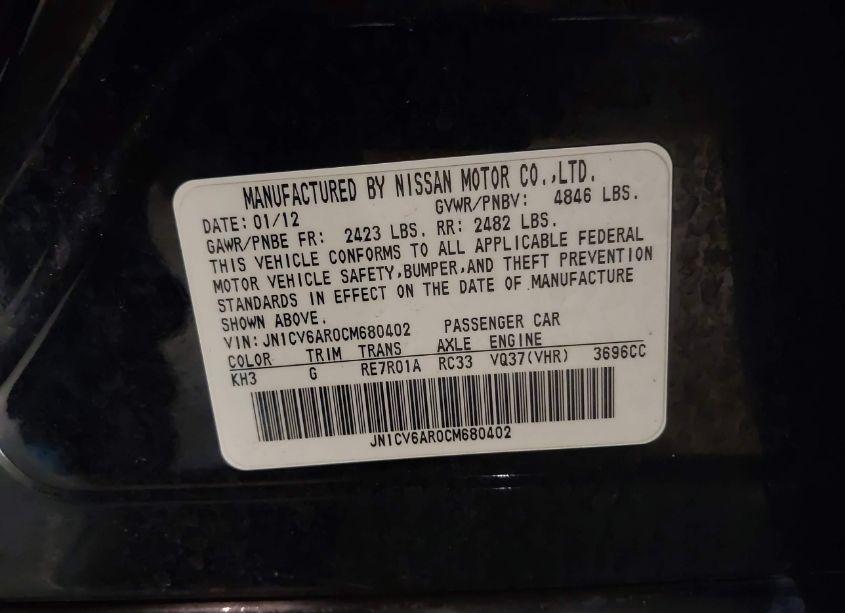 MANUFACTURED BY NISSAN MOTOR CO.,LTD.
DATE: 01/12 GVWR/PNBV: 4846 LBS.
GAWR/PNBE FR: 2423 LBS. RR: 2482 LBS.
THIS VEHICLE CONFORMS TO ALL APPLICABLE FEDERAL
MOTOR VEHICLE SAFETY,BUMPER,AND THEFT PREVENTION
STANDARDS IN EFFECT ON THE DATE OF MANUFACTURE
SHOWN ABOVE.
VIN: JN1CV6AR0CM680402 PASSENGER CAR
COLOR TRIM TRANS AXLE ENGINE
KH3 G RE7R01A RC33 VQ37(VHR) 3696CC
JN1CV6AR0CM680402